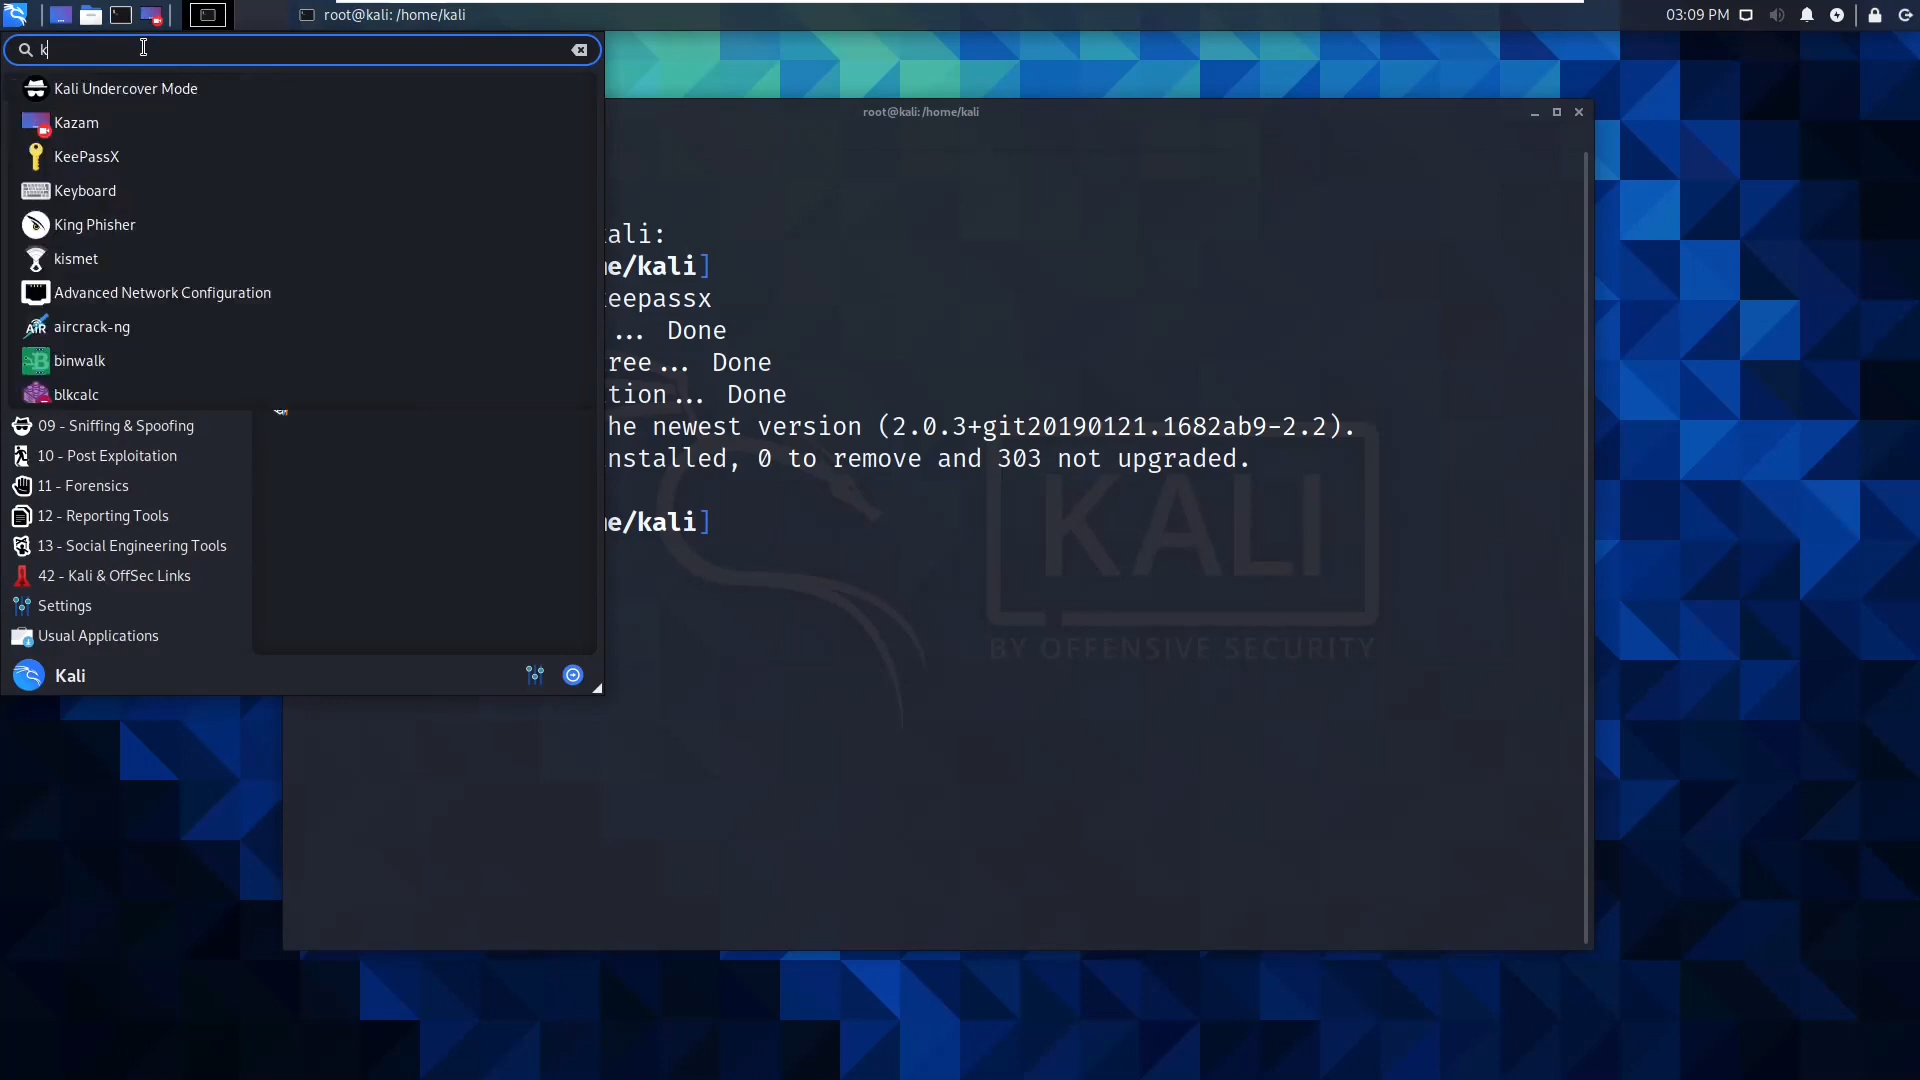 root@kali: /home/kali
03:09 PM
k
Kali Undercover Mode
Kazam
KeePassX
Keyboard
King Phisher
kismet
Advanced Network Configuration
aircrack-ng
binwalk
blkcalc
09 - Sniffing & Spoofing
10 - Post Exploitation
11 - Forensics
12 - Reporting Tools
13 - Social Engineering Tools
42 - Kali & OffSec Links
Settings
Usual Applications
Kali
root@kali: /home/kali
ali:
e/kali]
eepassx
... Done
ree... Done
tion... Done
he newest version (2.0.3+git20190121.1682ab9-2.2).
nstalled, 0 to remove and 303 not upgraded.
e/kali]
KALI
BY OFFENSIVE SECURITY